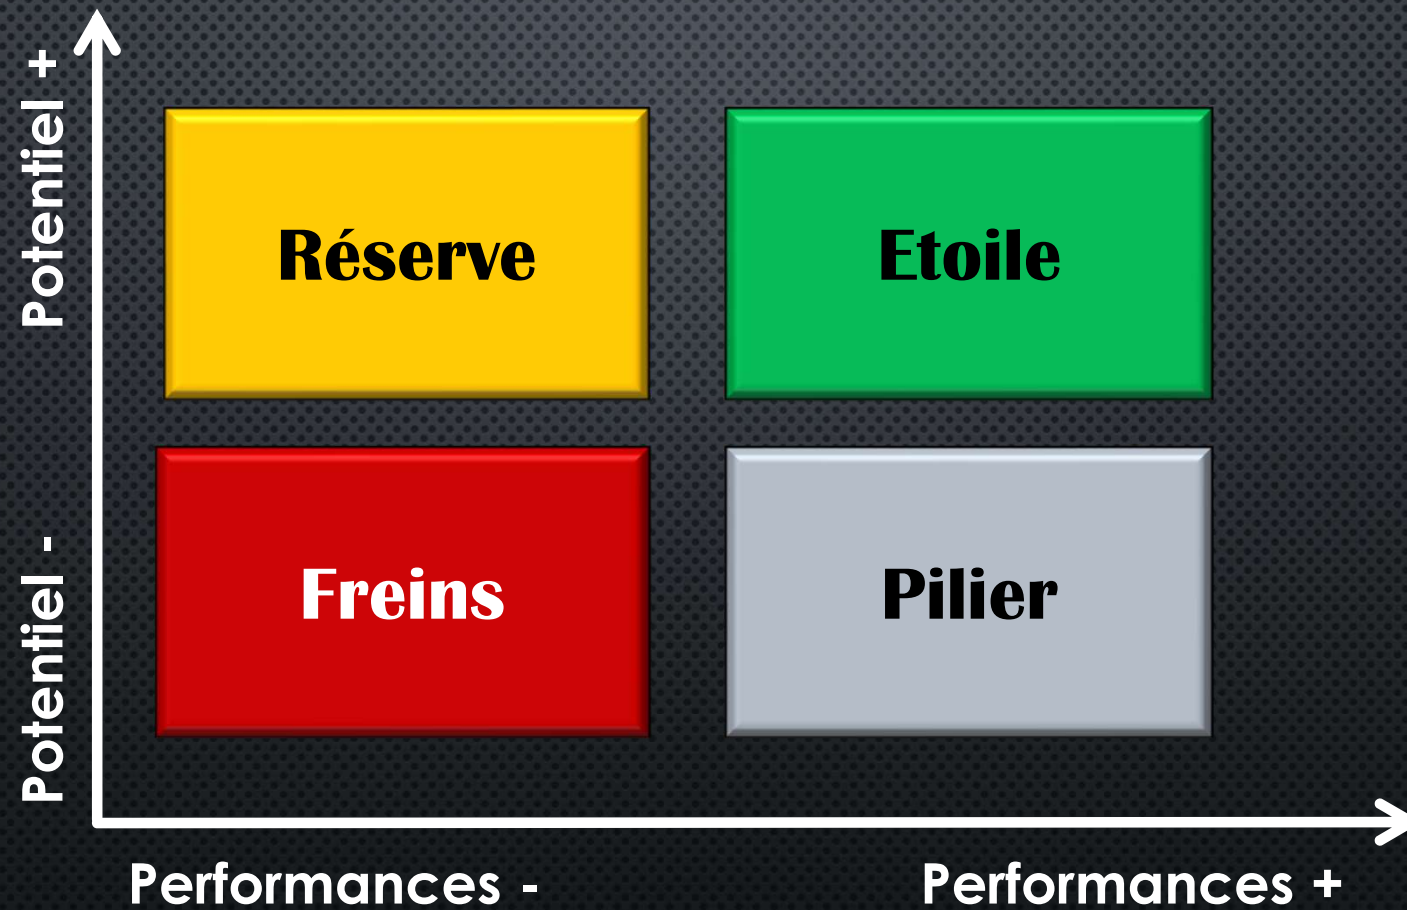 Potentiel +
Réserve
Etoile
Potentiel -
Freins
Pilier
Performances -
Performances +